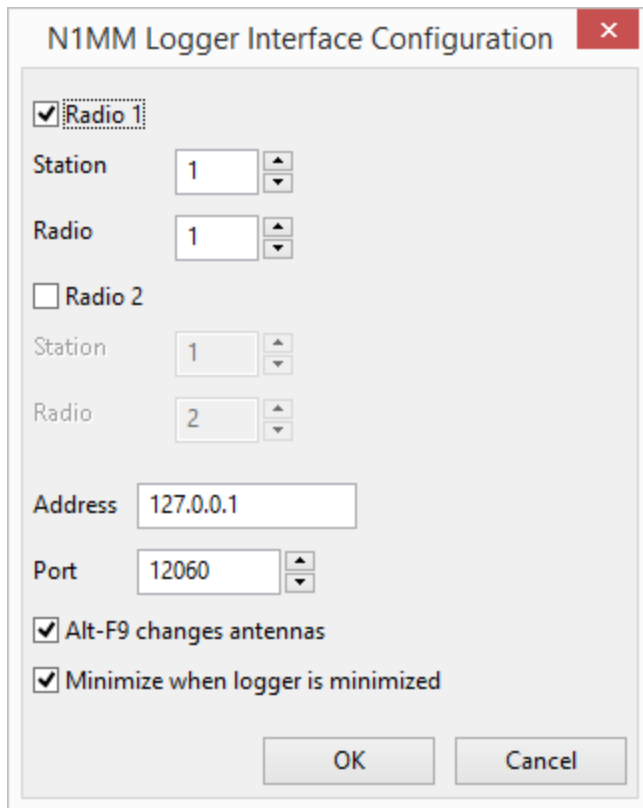 N1MM Logger Interface Configuration
Radio 1
Station 1
Radio 1
Radio 2
Station 1
Radio 2
Address 127.0.0.1
Port 12060
Alt-F9 changes antennas
Minimize when logger is minimized
OK Cancel